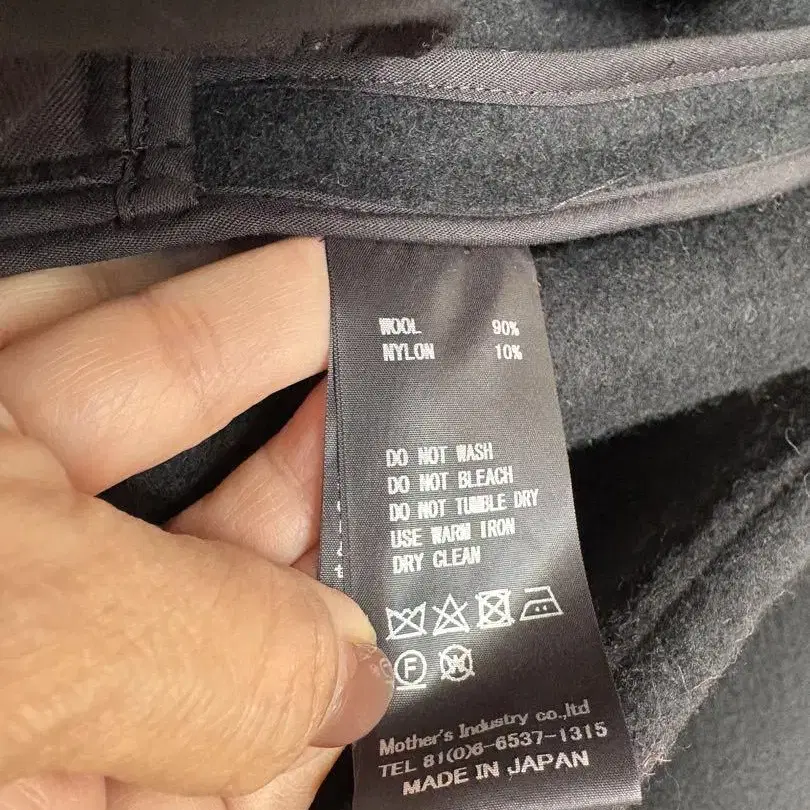 WOOL 90%
NYLON 10%
DO NOT WASH
DO NOT BLEACH
DO NOT TUMBLE DRY
USE WARM IRON
DRY CLEAN
F W
Mother's Industry co.,ltd
TEL 81(0)6-6537-1315
MADE IN JAPAN